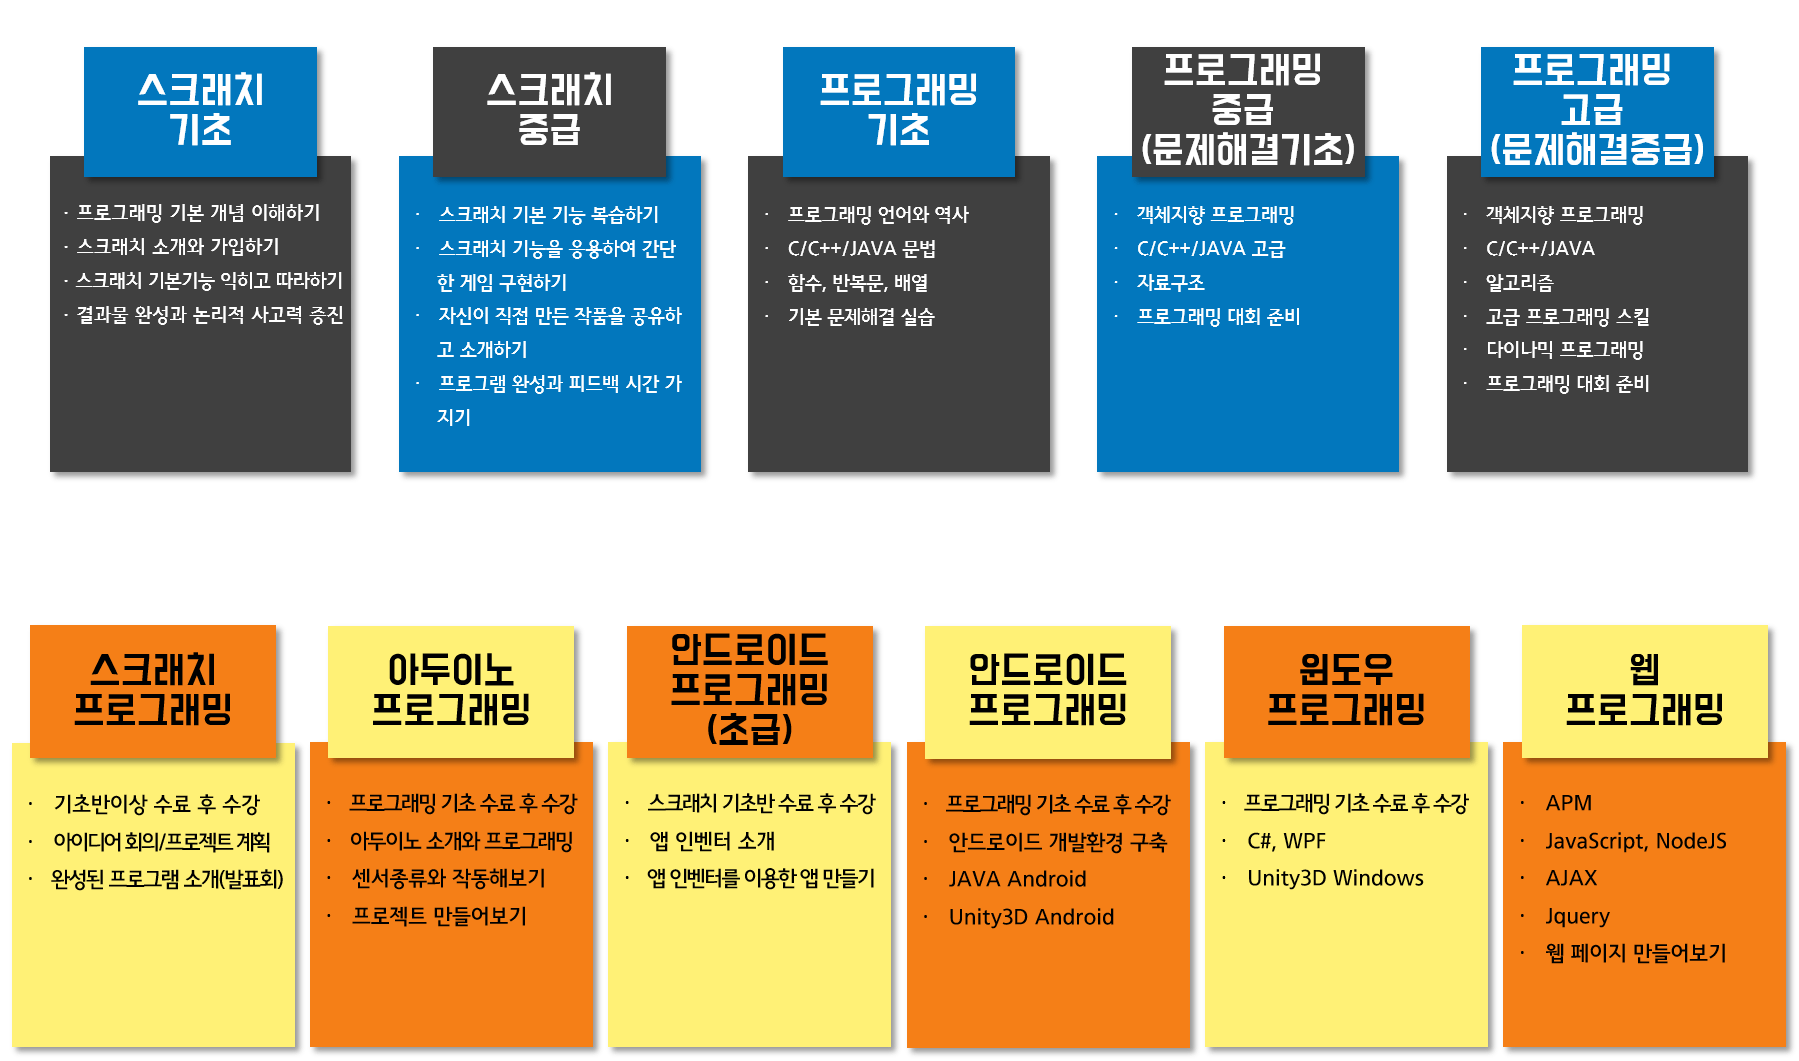 스크래치
기초
· 프로그래밍 기본 개념 이해하기
· 스크래치 소개와 가입하기
· 스크래치 기본기능 익히고 따라하기
· 결과물 완성과 논리적 사고력 증진
스크래치
중급
· 스크래치 기본 기능 복습하기
· 스크래치 기능을 응용하여 간단
한 게임 구현하기
· 자신이 직접 만든 작품을 공유하
고 소개하기
· 프로그램 완성과 피드백 시간 가
지기
프로그래밍
기초
· 프로그래밍 언어와 역사
· C/C++/JAVA 문법
· 함수, 반복문, 배열
· 기본 문제해결 실습
프로그래밍
중급
(문제해결기초)
· 객체지향 프로그래밍
· C/C++/JAVA 고급
· 자료구조
· 프로그래밍 대회 준비
프로그래밍
고급
(문제해결중급)
· 객체지향 프로그래밍
· C/C++/JAVA
· 알고리즘
· 고급 프로그래밍 스킬
· 다이나믹 프로그래밍
· 프로그래밍 대회 준비
스크래치
프로그래밍
· 기초반이상 수료 후 수강
· 아이디어 회의/프로젝트 계획
· 완성된 프로그램 소개(발표회)
아두이노
프로그래밍
· 프로그래밍 기초 수료 후 수강
· 아두이노 소개와 프로그래밍
· 센서종류와 작동해보기
· 프로젝트 만들어보기
안드로이드
프로그래밍
(초급)
· 스크래치 기초반 수료 후 수강
· 앱 인벤터 소개
· 앱 인벤터를 이용한 앱 만들기
안드로이드
프로그래밍
· 프로그래밍 기초 수료 후 수강
· 안드로이드 개발환경 구축
· JAVA Android
· Unity3D Android
윈도우
프로그래밍
· 프로그래밍 기초 수료 후 수강
· C#, WPF
· Unity3D Windows
웹
프로그래밍
· APM
· JavaScript, NodeJS
· AJAX
· Jquery
· 웹 페이지 만들어보기